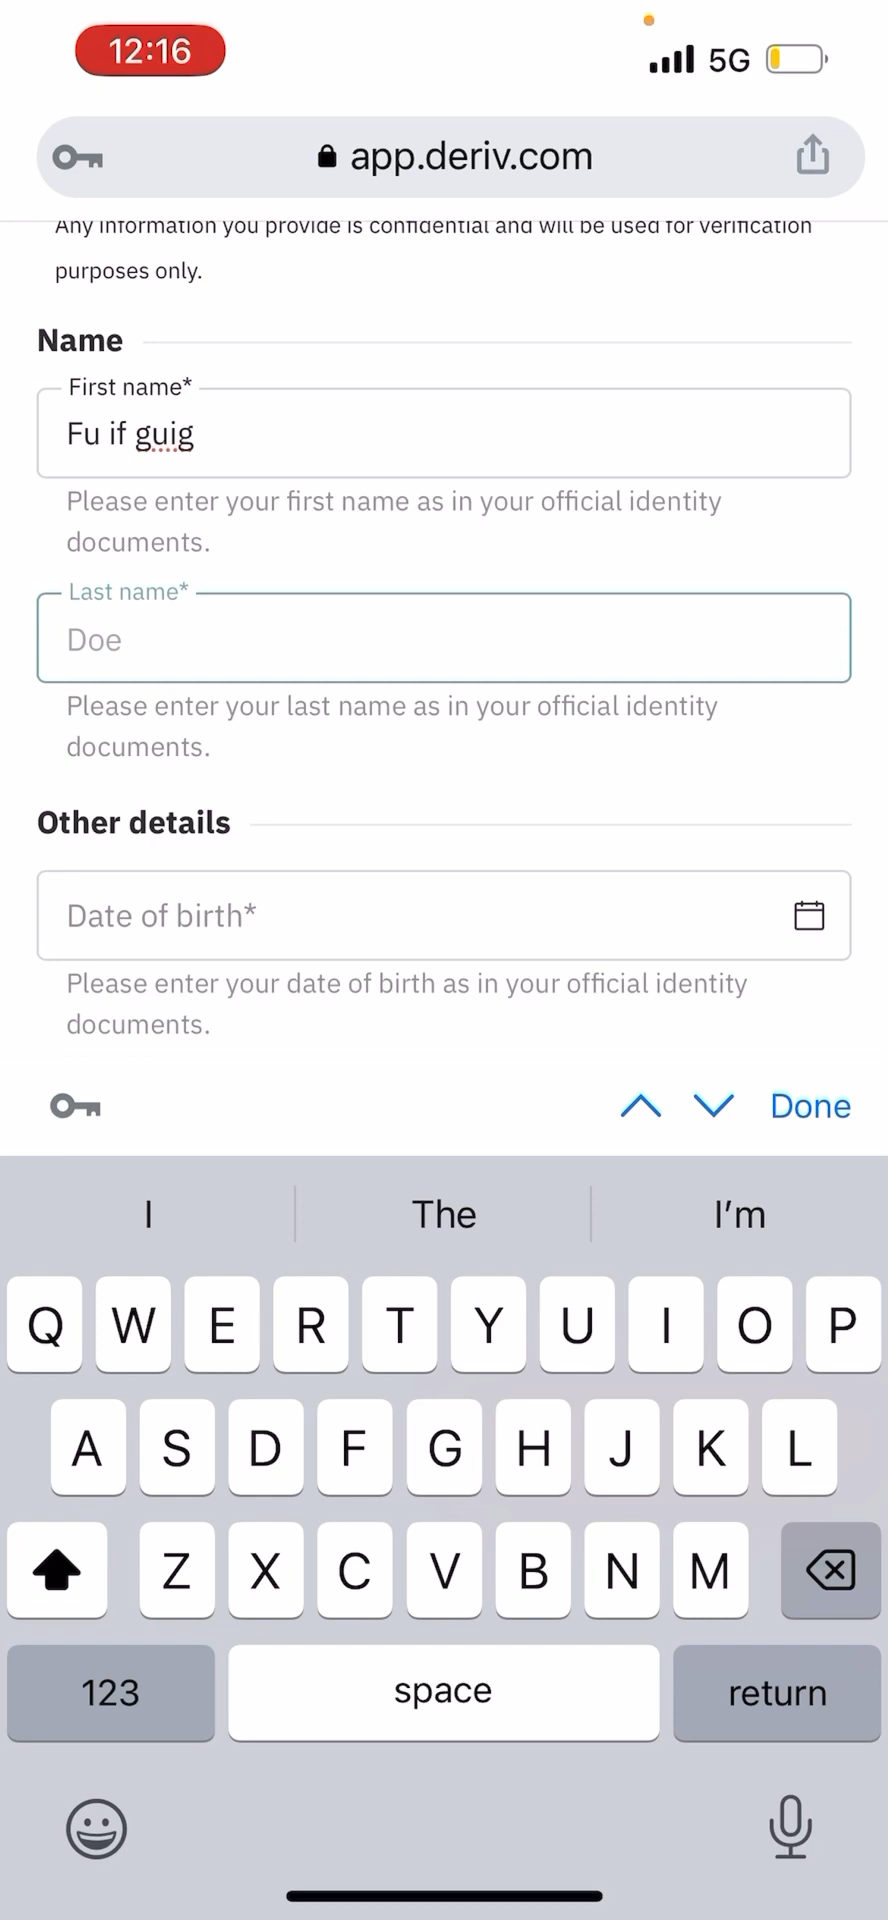 12:16
5G
app.deriv.com
Any information you provide is confidential and will be used for verification
purposes only.
Name
First name*
Fu if guig
Please enter your first name as in your official identity
documents.
Last name*
Doe
Please enter your last name as in your official identity
documents.
Other details
Date of birth*
Please enter your date of birth as in your official identity
documents.
Done
I The I'm
Q W E R T Y U I O P
A S D F G H J K L
Z X C V B N M
123 space return